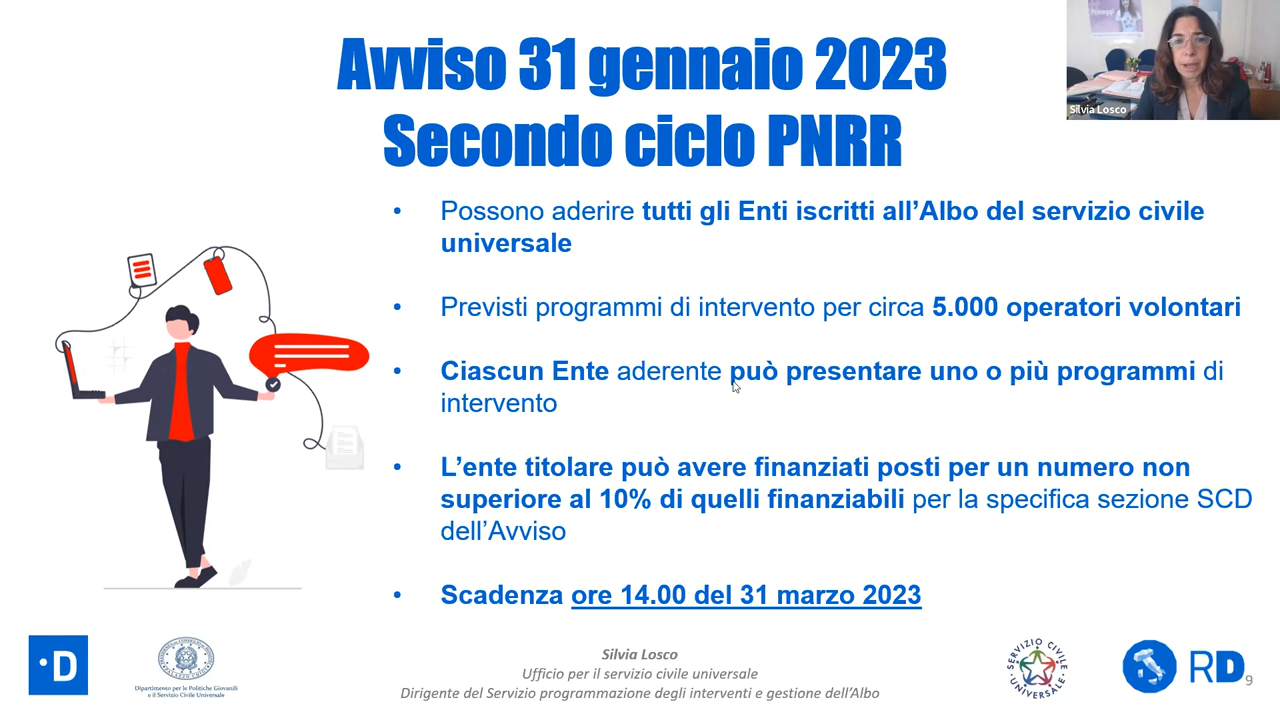 Avviso 31 gennaio 2023
Secondo ciclo PNRR
Silvia Losco
• Possono aderire tutti gli Enti iscritti all’Albo del servizio civile
universale
• Previsti programmi di intervento per circa 5.000 operatori volontari
• Ciascun Ente aderente può presentare uno o più programmi di
intervento
• L’ente titolare può avere finanziati posti per un numero non
superiore al 10% di quelli finanziabili per la specifica sezione SCD
dell’Avviso
• Scadenza ore 14.00 del 31 marzo 2023
D
Dipartimento per le Politiche Giovanili
e il Servizio Civile Universale
Silvia Losco
Ufficio per il servizio civile universale
Dirigente del Servizio programmazione degli interventi e gestione dell’Albo
SERVIZIO CIVILE
UNIVERSALE
RD
9